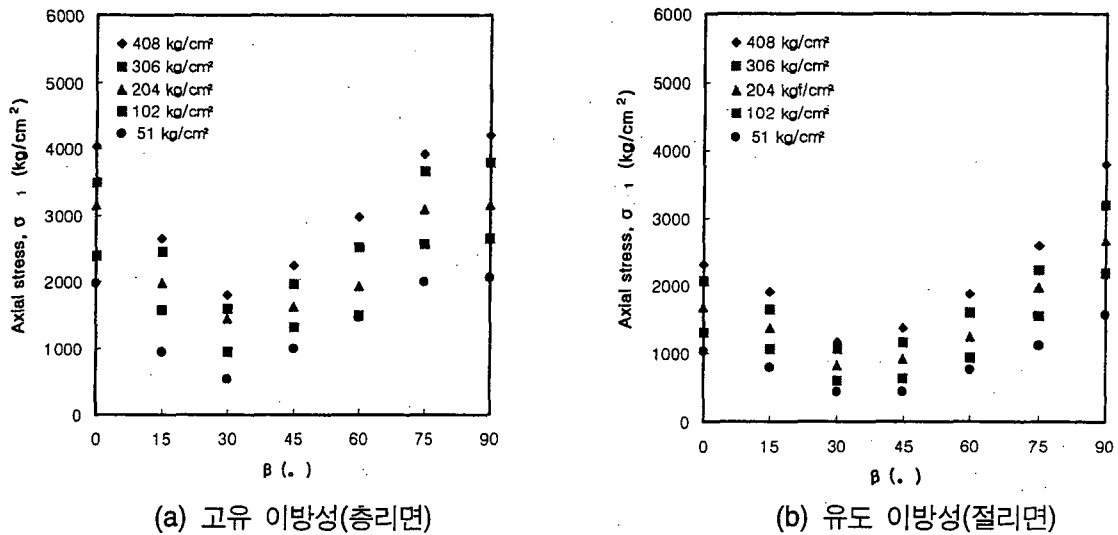 6000
5000
4000
3000
2000
1000
0
Axial stress, σ 1 (kg/cm²)
◆ 408 kg/cm²
■ 306 kg/cm²
▲ 204 kg/cm²
■ 102 kg/cm²
● 51 kg/cm²
0 15 30 45 60 75 90
β (。)
(a) 고유 이방성(층리면)
6000
5000
4000
3000
2000
1000
0
Axial stress, σ 1 (kg/cm²)
◆ 408 kg/cm²
■ 306 kg/cm²
▲ 204 kgf/cm²
■ 102 kg/cm²
● 51 kg/cm²
0 15 30 45 60 75 90
β (。)
(b) 유도 이방성(절리면)